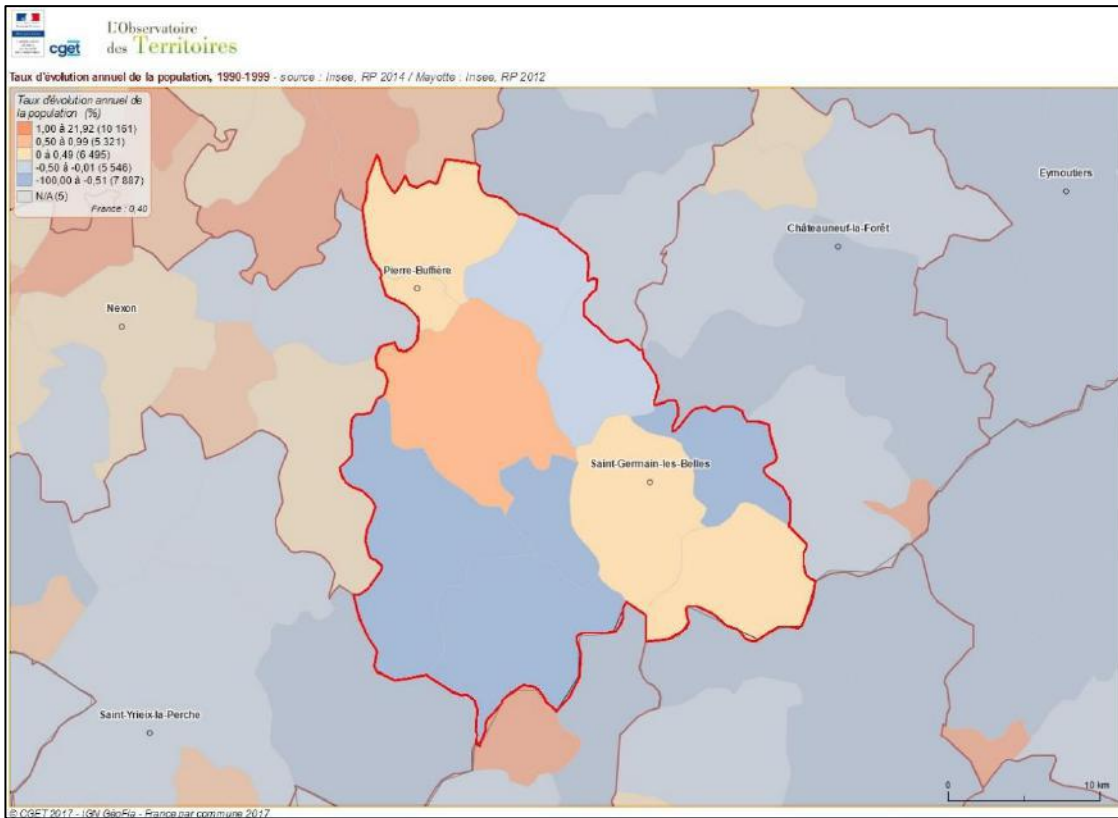 cget
L'Observatoire
des Territoires
Taux d'évolution annuel de la population, 1990-1999 - source : Insee, RP 2014 / Mayotte : Insee, RP 2012
Taux d'évolution annuel de
la population (%)
1,00 à 21,92 (10 161)
0,50 à 0,99 (5 321)
0 à 0,49 (6 495)
-0,50 à -0,01 (5 546)
-100,00 à -0,51 (7 887)
N/A (5)
France : 0,40
Eymoutiers
Châteauneuf-la-Forêt
Pierre-Buffière
Nexon
Saint-Germain-les-Belles
Saint-Yrieix-la-Perche
0 10 km
© CGET 2017 - IGN GéoFla - France par commune 2017